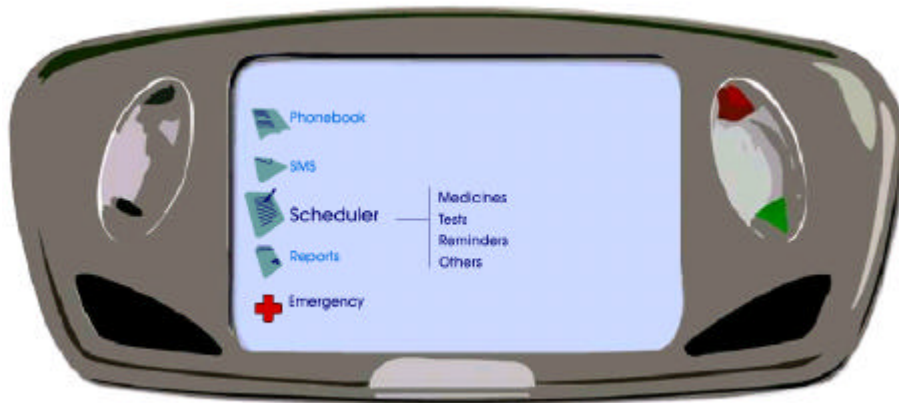 Phonebook
SMS
Scheduler
Medicines
Tests
Reminders
Others
Reports
Emergency